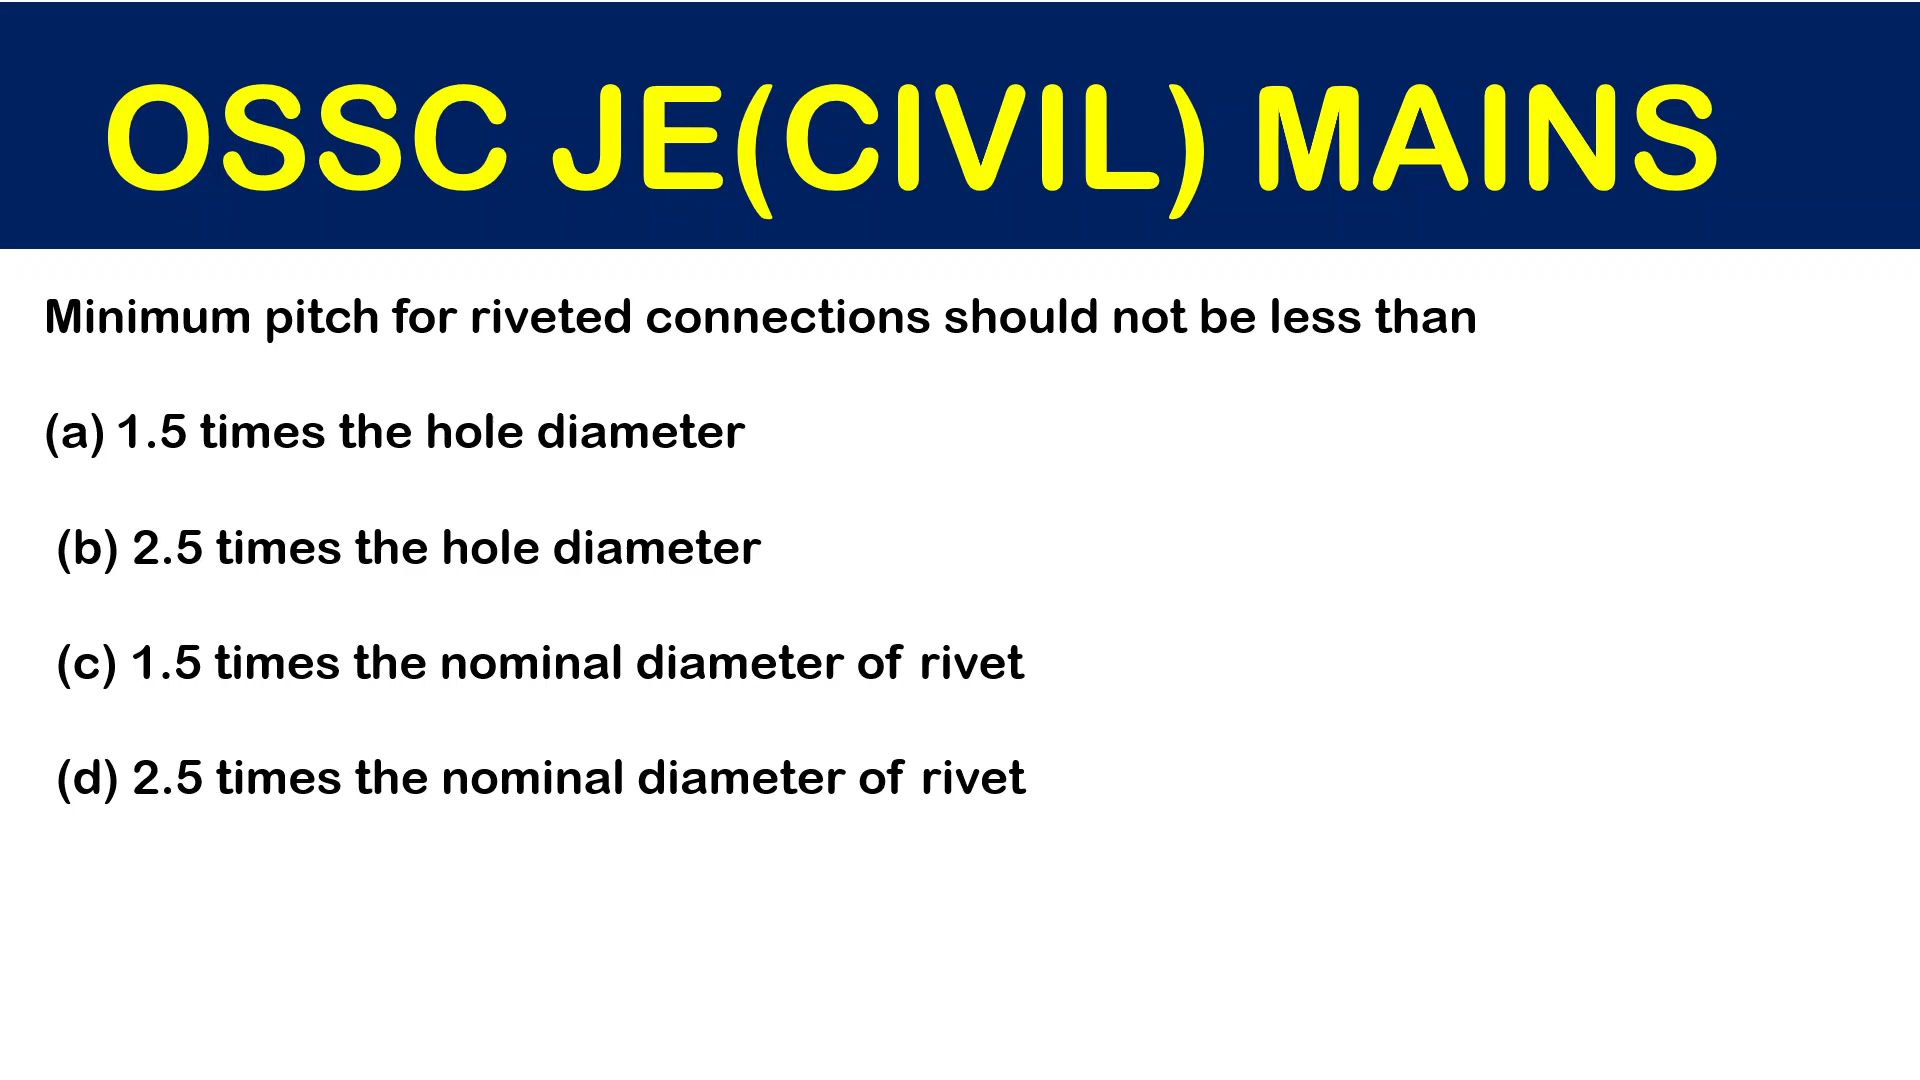 OSSC JE(CIVIL) MAINS
Minimum pitch for riveted connections should not be less than
(a) 1.5 times the hole diameter
(b) 2.5 times the hole diameter
(c) 1.5 times the nominal diameter of rivet
(d) 2.5 times the nominal diameter of rivet